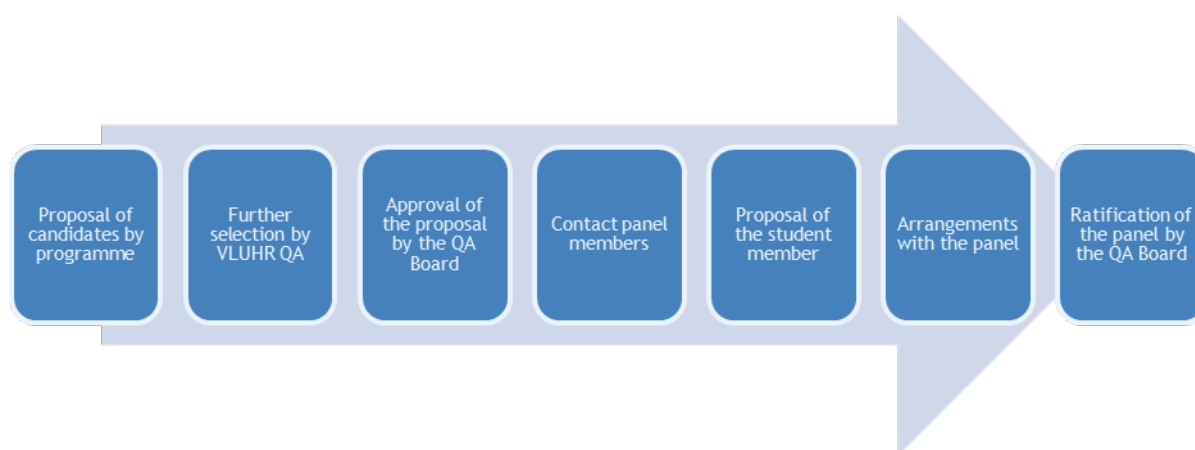 Proposal of
candidates by
programme
Further
selection by
VLUHR QA
Approval of
the proposal
by the QA
Board
Contact panel
members
Proposal of
the student
member
Arrangements
with the panel
Ratification of
the panel by
the QA Board